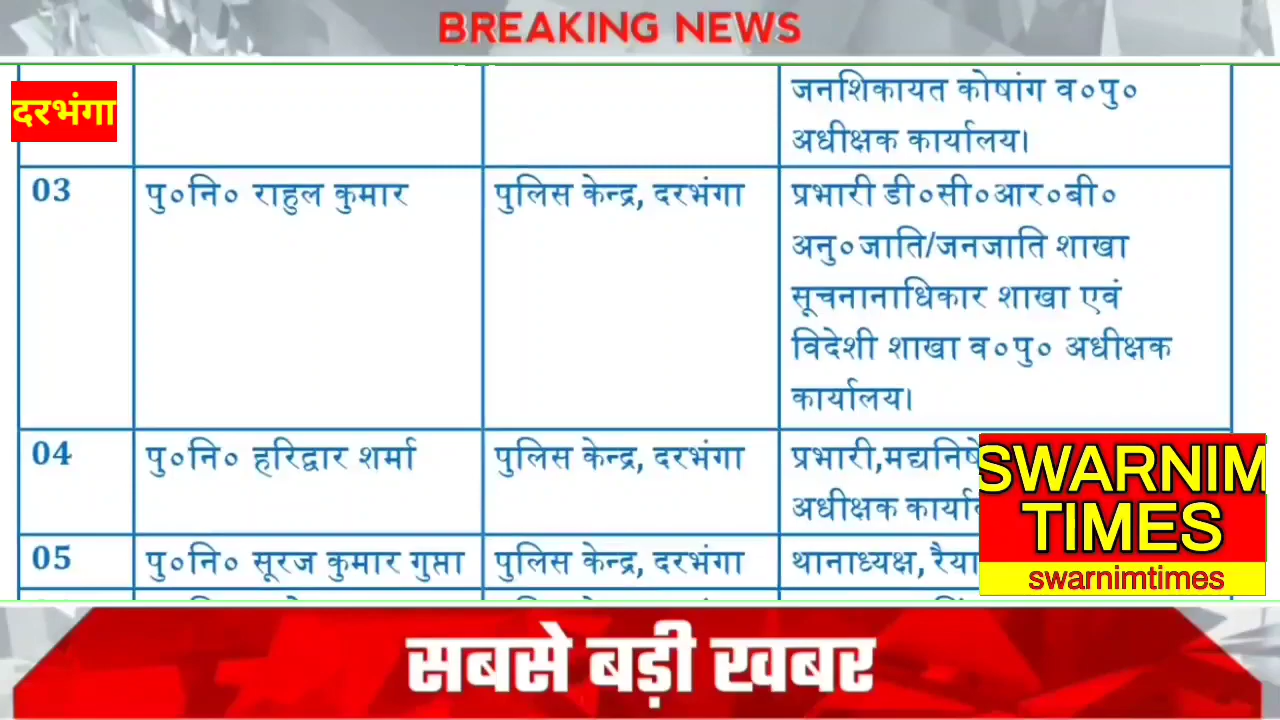 BREAKING NEWS
दरभंगा
जनशिकायत कोषांग व०पु०
अधीक्षक कार्यालय।
03 पु०नि० राहुल कुमार पुलिस केन्द्र, दरभंगा प्रभारी डी०सी०आर०बी०
अनु०जाति/जनजाति शाखा
सूचनानाधिकार शाखा एवं
विदेशी शाखा व०पु० अधीक्षक
कार्यालय।
04 पु०नि० हरिद्वार शर्मा पुलिस केन्द्र, दरभंगा
अधीक्षक
05 पु०नि० सूरज कुमार गुप्ता पुलिस केन्द्र, दरभंगा थानाध्यक्ष,
SWARNIM
TIMES
swarnimtimes
सबसे बड़ी खबर